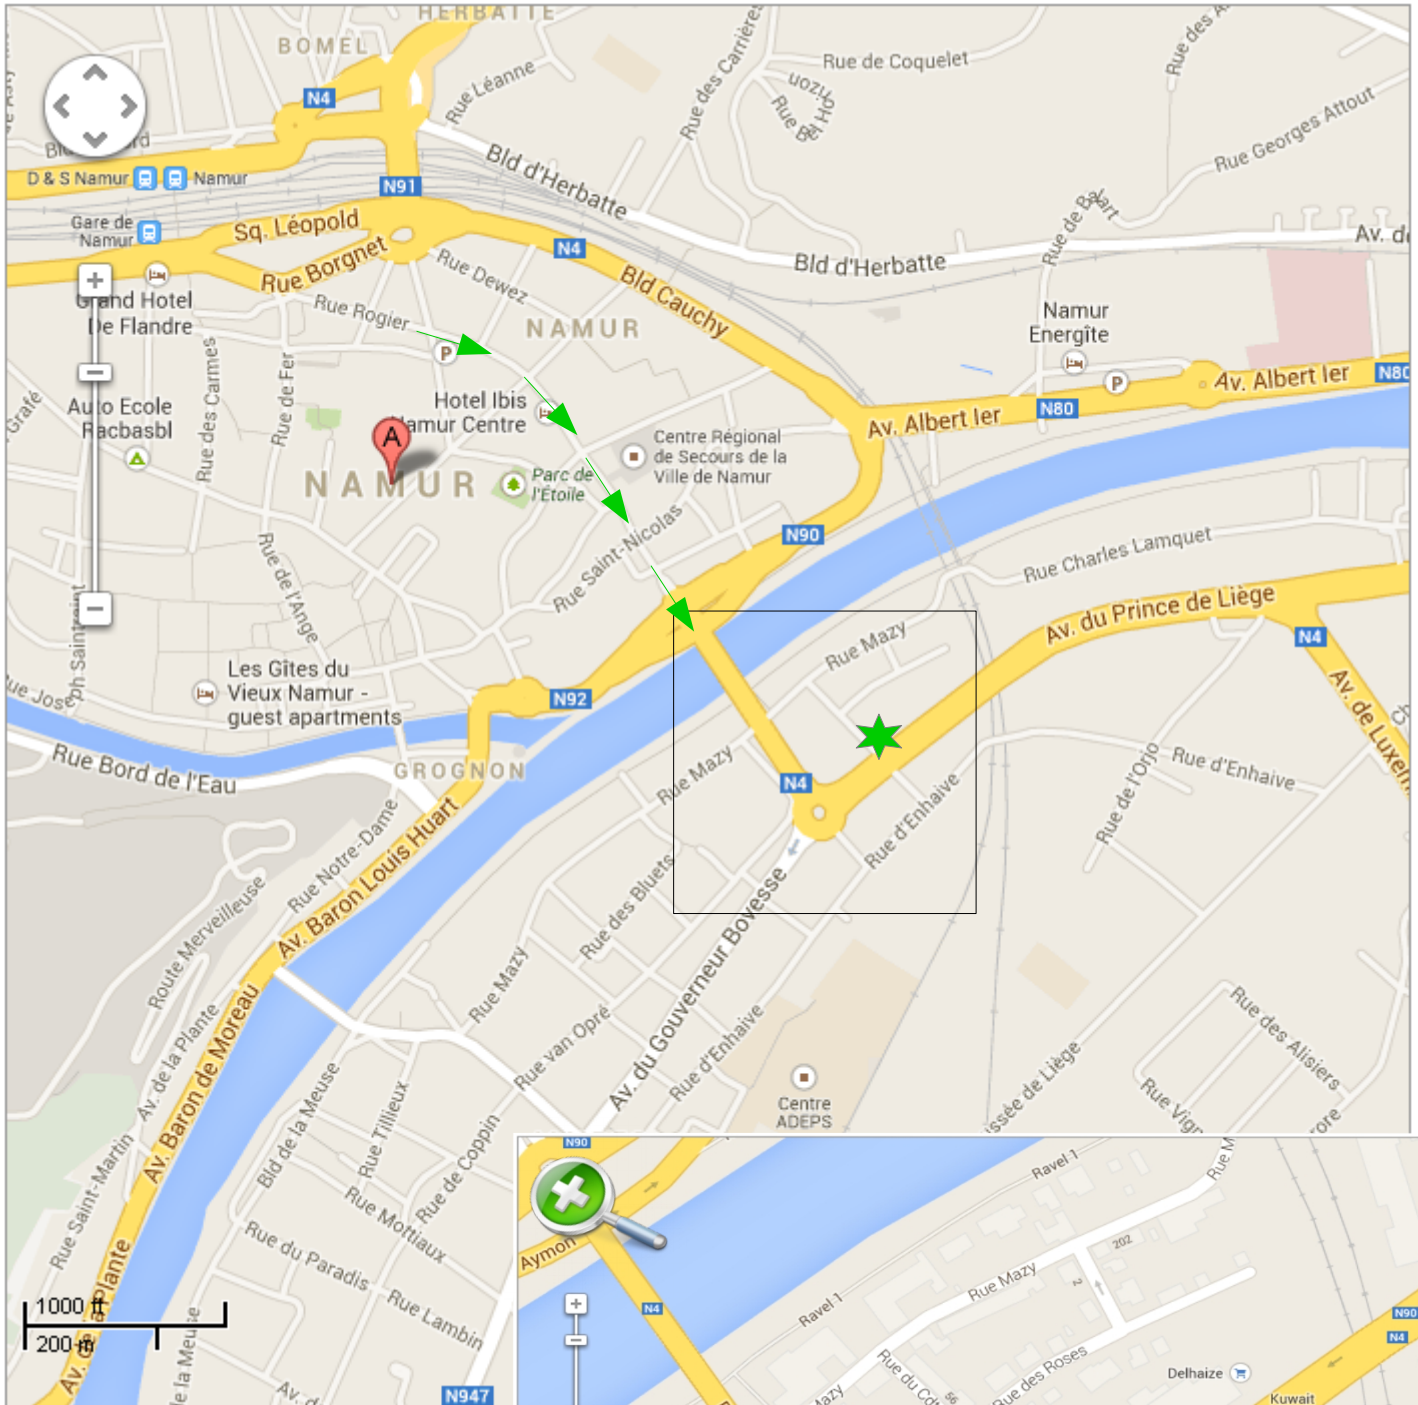 HERBATTE
BOMEL
Rue de Coquelet
Rue Léanne
Rue des Carrières
N4
Rue Georges Attout
Bld d'Herbatte
D & S Namur
Namur
N91
Gare de
Namur
Sq. Léopold
Rue Borgnet
Rue Dewez
N4
Bld Cauchy
Bld d'Herbatte
Grand Hotel
De Flandre
Rue Rogier
P
NAMUR
Namur
Energîte
P
Av. Albert Ier
N80
Av. Albert Ier
N80
Auto Ecole
Racbasbl
Rue des Carmes
Rue de Fer
Hotel Ibis
Namur Centre
A
NAMUR
Parc de
l'Étoile
Centre Régional
de Secours de la
Ville de Namur
N90
Rue Saint-Nicolas
Rue de l'Ange
Rue Charles Lamquet
Av. du Prince de Liège
N4
Av. de Luxem
Rue Mazy
Les Gîtes du
Vieux Namur -
guest apartments
N92
GROGNON
Rue Bord de l'Eau
Rue Mazy
N4
Rue d'Enhaive
Rue d'Enhaive
Rue de l'Orjo
Rue Notre-Dame
Av. Baron Louis Huart
Rue des Bluets
Route Merveilleuse
Rue Mazy
Av. du Gouverneur Bovesse
Av. de la Plante
Av. Baron de Moreau
Rue van Opré
Rue d'Enhaive
Rue des Alisiers
Centre
ADEPS
ssée de Liège
Rue Vign
rore
Bld de la Meuse
Rue Tillieux
Rue de Coppin
Rue Saint-Martin
Rue Mottiaux
Rue du Paradis
Rue Lambin
1000 ft
200 m
N947
N90
Aymon
N4
Ravel 1
Ravel 1
Rue M
Rue Mazy
202
2
Rue des Roses
56
Delhaize
N90
N4
Kuwait